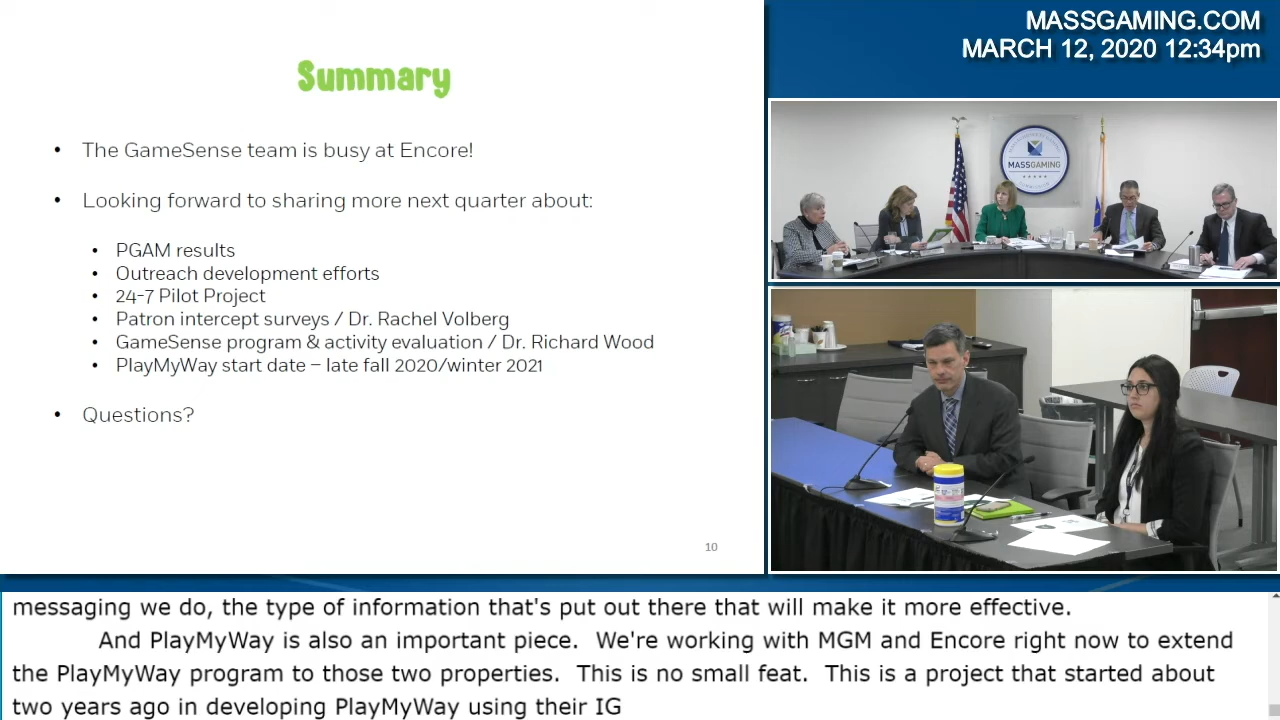 MASSGAMING.COM
MARCH 12, 2020 12:34pm
Summary
• The GameSense team is busy at Encore!
• Looking forward to sharing more next quarter about:
• PGAM results
• Outreach development efforts
• 24-7 Pilot Project
• Patron intercept surveys / Dr. Rachel Volberg
• GameSense program & activity evaluation / Dr. Richard Wood
• PlayMyWay start date – late fall 2020/winter 2021
• Questions?
10
MASSGAMING
messaging we do, the type of information that's put out there that will make it more effective.
And PlayMyWay is also an important piece. We're working with MGM and Encore right now to extend
the PlayMyWay program to those two properties. This is no small feat. This is a project that started about
two years ago in developing PlayMyWay using their IG